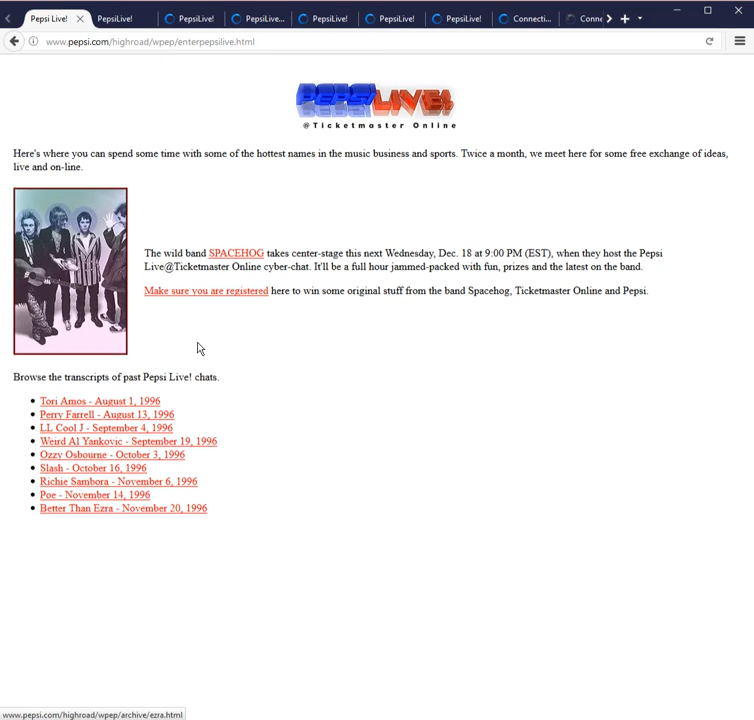 Pepsi Live!
PepsiLive!
PepsiLive!
PepsiLive...
PepsiLive!
PepsiLive!
PepsiLive!
Connecti...
Conne
www.pepsi.com/highroad/wpep/enterpepsilive.html
PEPSI LIVE!
@Ticketmaster Online
Here's where you can spend some time with some of the hottest names in the music business and sports. Twice a month, we meet here for some free exchange of ideas,
live and on-line.
The wild band SPACEHOG takes center-stage this next Wednesday, Dec. 18 at 9:00 PM (EST), when they host the Pepsi
Live@Ticketmaster Online cyber-chat. It'll be a full hour jammed-packed with fun, prizes and the latest on the band.
Make sure you are registered here to win some original stuff from the band Spacehog, Ticketmaster Online and Pepsi.
Browse the transcripts of past Pepsi Live! chats.
Tori Amos - August 1, 1996
Perry Farrell - August 13, 1996
LL Cool J - September 4, 1996
Weird Al Yankovic - September 19, 1996
Ozzy Osbourne - October 3, 1996
Slash - October 16, 1996
Richie Sambora - November 6, 1996
Poe - November 14, 1996
Better Than Ezra - November 20, 1996
www.pepsi.com/highroad/wpep/archive/ezra.html